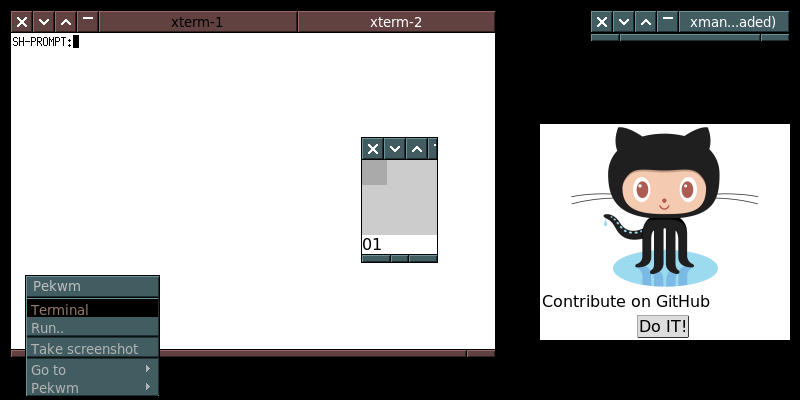 xterm-1
xterm-2
xman...aded)
SH-PROMPT:
01
Pekwm
Terminal
Run..
Take screenshot
Go to
Pekwm
Contribute on GitHub
Do IT!